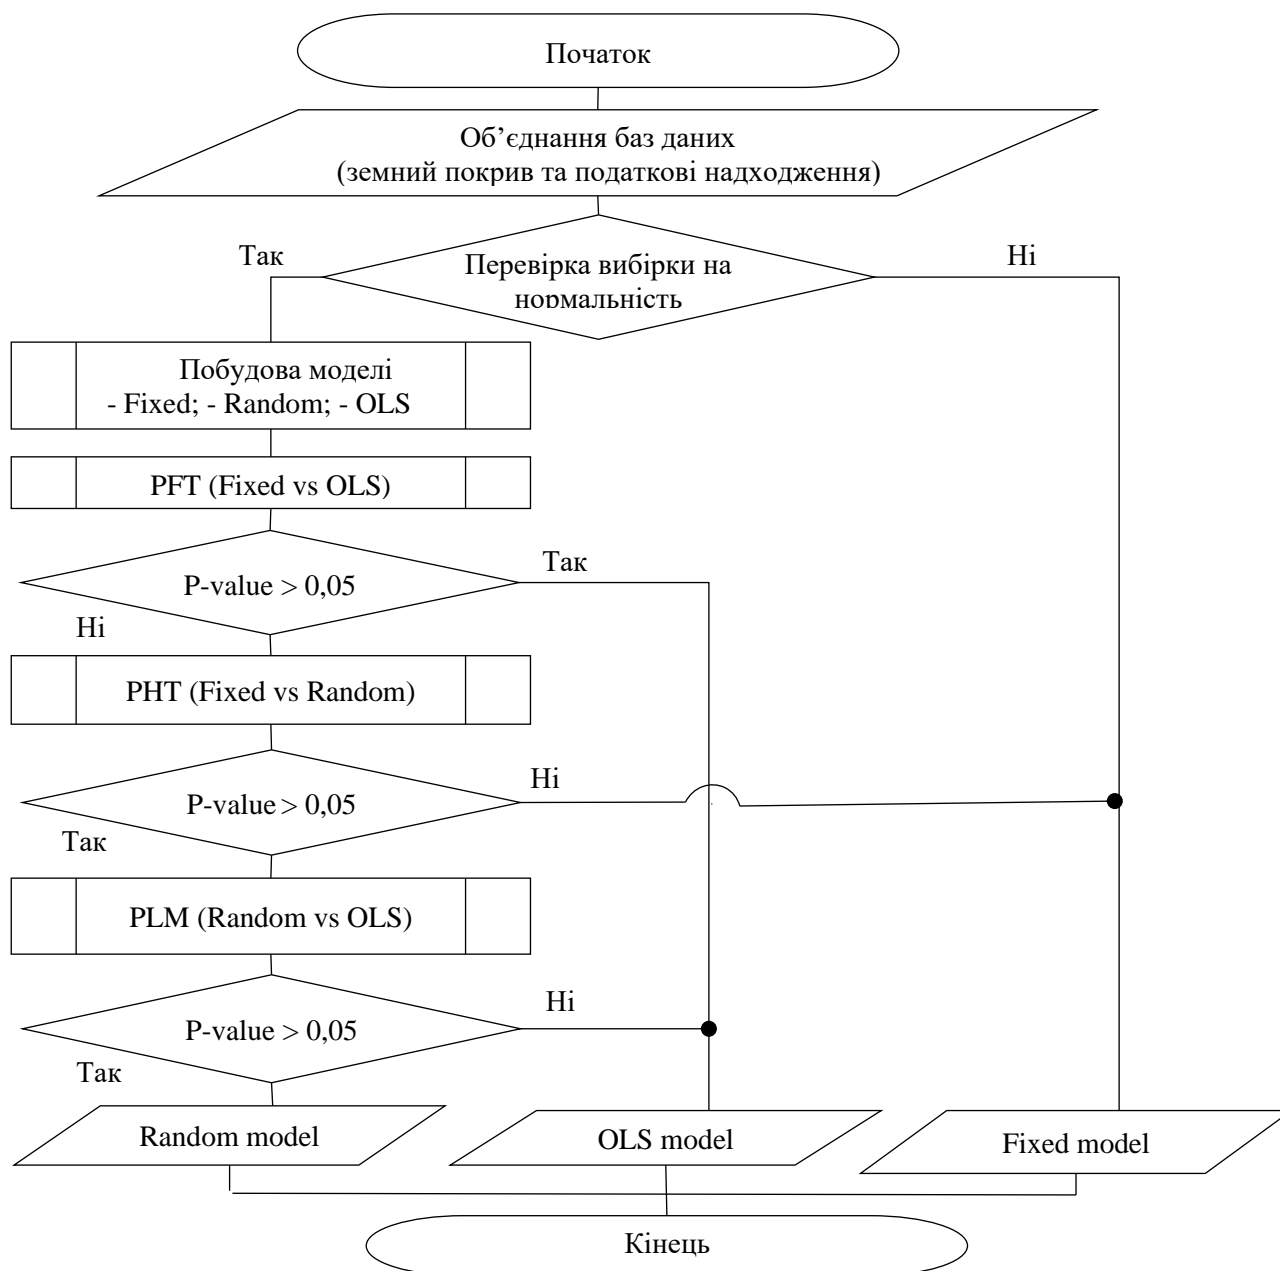 Початок
Об’єднання баз даних
(земний покрив та податкові надходження)
Так
Ні
Перевірка вибірки на
нормальність
Побудова моделі
- Fixed; - Random; - OLS
PFT (Fixed vs OLS)
Так
P-value > 0,05
Ні
PHT (Fixed vs Random)
Ні
P-value > 0,05
Так
PLM (Random vs OLS)
Ні
P-value > 0,05
Так
Random model
OLS model
Fixed model
Кінець